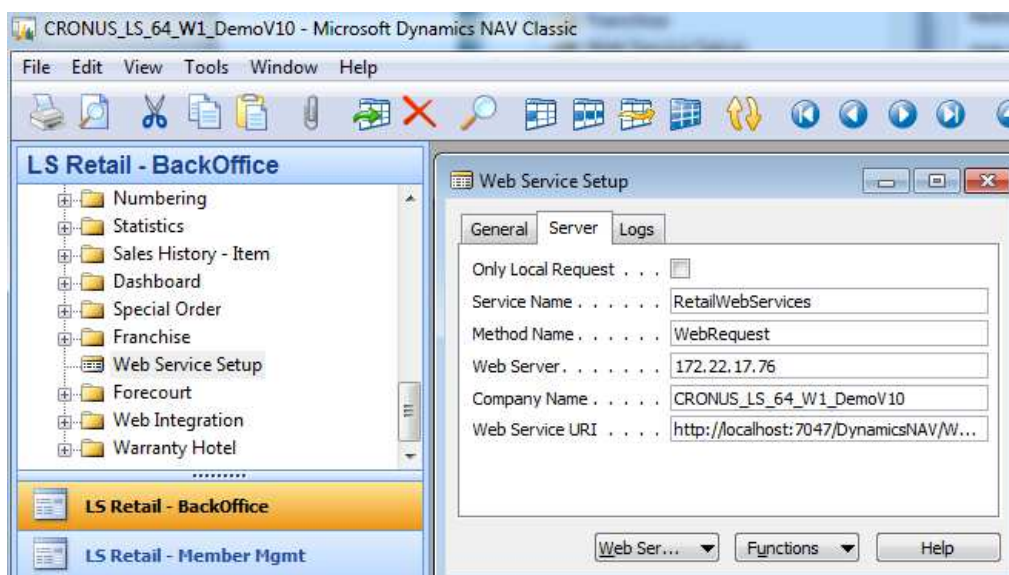 CRONUS_LS_64_W1_DemoV10 - Microsoft Dynamics NAV Classic
File Edit View Tools Window Help
LS Retail - BackOffice
Numbering
Statistics
Sales History - Item
Dashboard
Special Order
Franchise
Web Service Setup
Forecourt
Web Integration
Warranty Hotel
LS Retail - BackOffice
LS Retail - Member Mgmt
Web Service Setup
General Server Logs
Only Local Request . . .
Service Name . . . . . . RetailWebServices
Method Name . . . . . . WebRequest
Web Server. . . . . . . 172.22.17.76
Company Name . . . . . CRONUS_LS_64_W1_DemoV10
Web Service URI . . . . http://localhost:7047/DynamicsNAV/W...
Web Ser... Functions Help